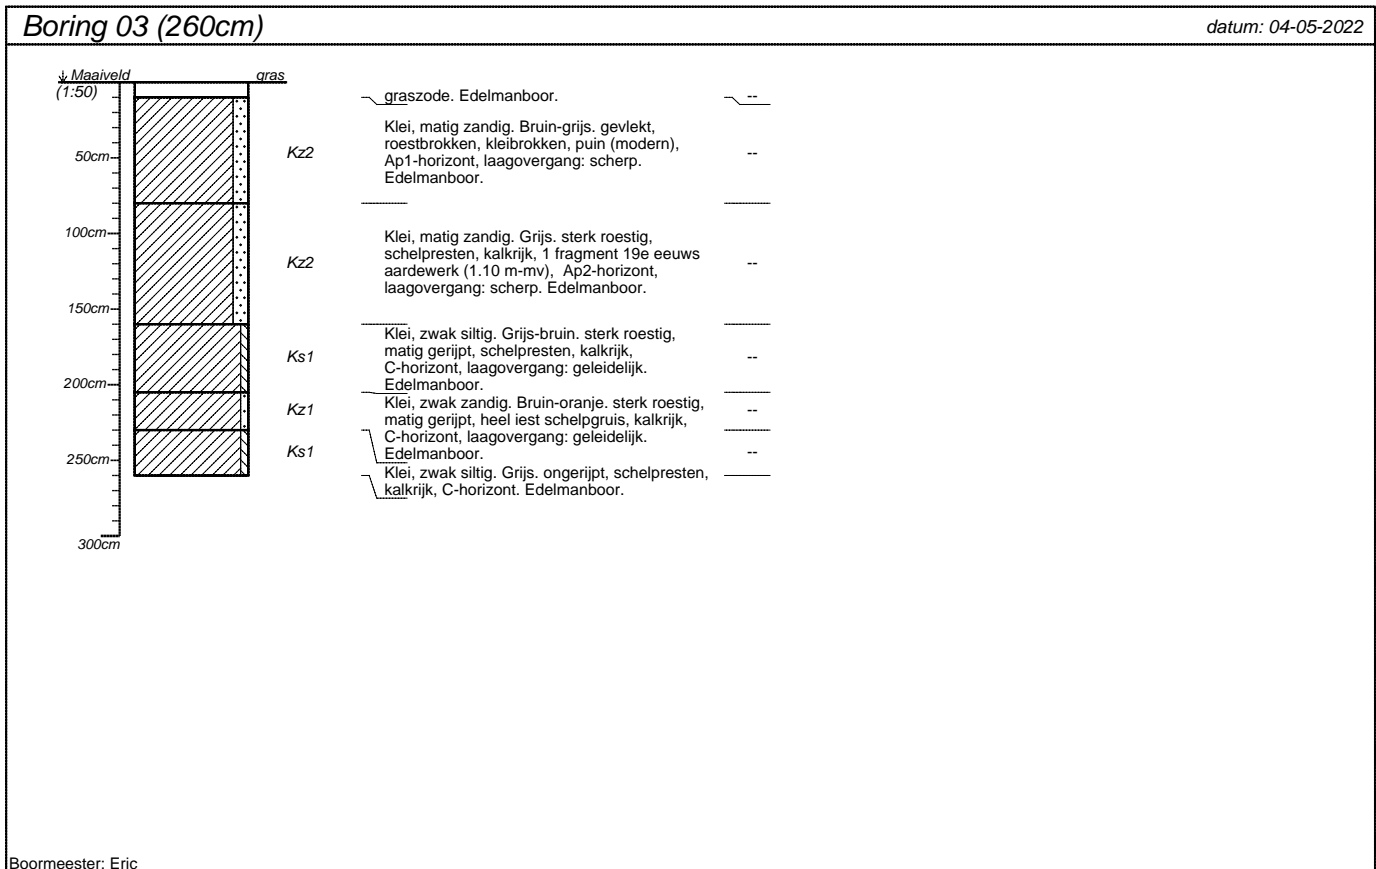 Boring 03 (260cm)
datum: 04-05-2022
Maaiveld
gras
(1:50)
graszode. Edelmanboor.
--
Klei, matig zandig. Bruin-grijs. gevlekt,
roestbrokken, kleibrokken, puin (modern),
Ap1-horizont, laagovergang: scherp.
Edelmanboor.
50cm
Kz2
--
100cm
Klei, matig zandig. Grijs. sterk roestig,
schelpresten, kalkrijk, 1 fragment 19e eeuws
aardewerk (1.10 m-mv), Ap2-horizont,
laagovergang: scherp. Edelmanboor.
Kz2
--
150cm
Klei, zwak siltig. Grijs-bruin. sterk roestig,
matig gerijpt, schelpresten, kalkrijk,
C-horizont, laagovergang: geleidelijk.
Edelmanboor.
Ks1
--
200cm
Klei, zwak zandig. Bruin-oranje. sterk roestig,
matig gerijpt, heel iest schelpgruis, kalkrijk,
C-horizont, laagovergang: geleidelijk.
Edelmanboor.
Kz1
--
Ks1
--
250cm
Klei, zwak siltig. Grijs. ongerijpt, schelpresten,
kalkrijk, C-horizont. Edelmanboor.
300cm
Boormeester: Eric